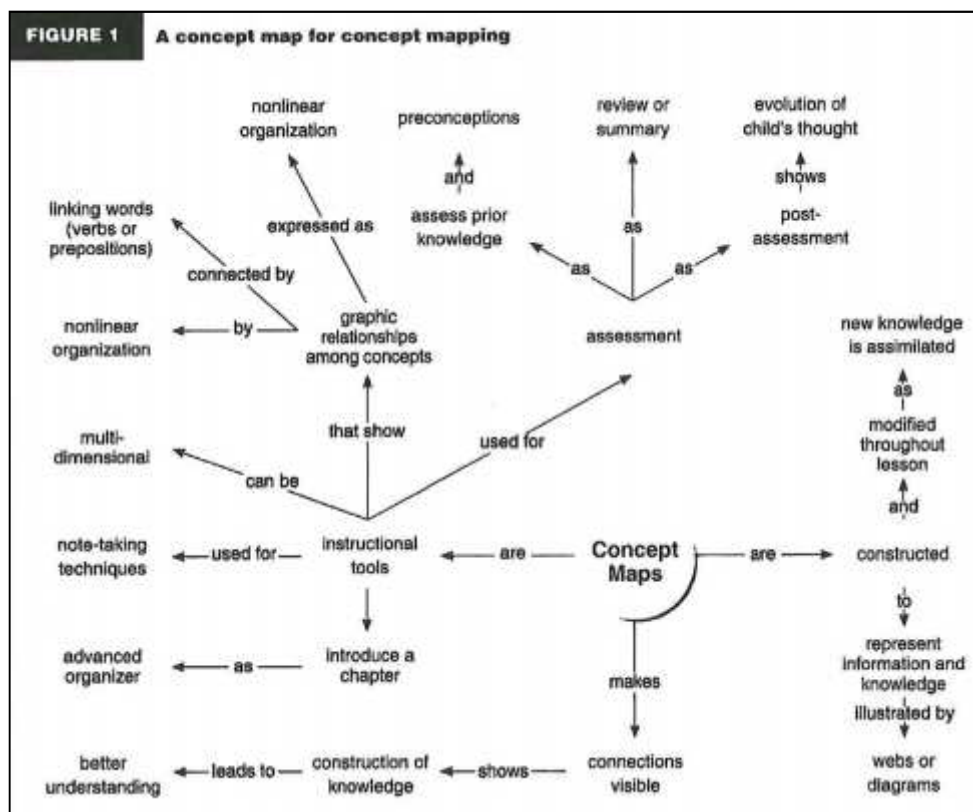 FIGURE 1
A concept map for concept mapping
nonlinear
organization
preconceptions
review or
summary
evolution of
child's thought
and
shows
linking words
(verbs or
prepositions)
expressed as
assess prior
knowledge
as
post-
assessment
connected by
as
as
nonlinear
organization
by
graphic
relationships
among concepts
assessment
new knowledge
is assimilated
as
multi-
dimensional
that show
used for
modified
throughout
lesson
can be
and
note-taking
techniques
used for
instructional
tools
are
Concept
Maps
are
constructed
to
advanced
organizer
as
introduce a
chapter
makes
represent
information and
knowledge
illustrated by
better
understanding
leads to
construction of
knowledge
shows
connections
visible
webs or
diagrams